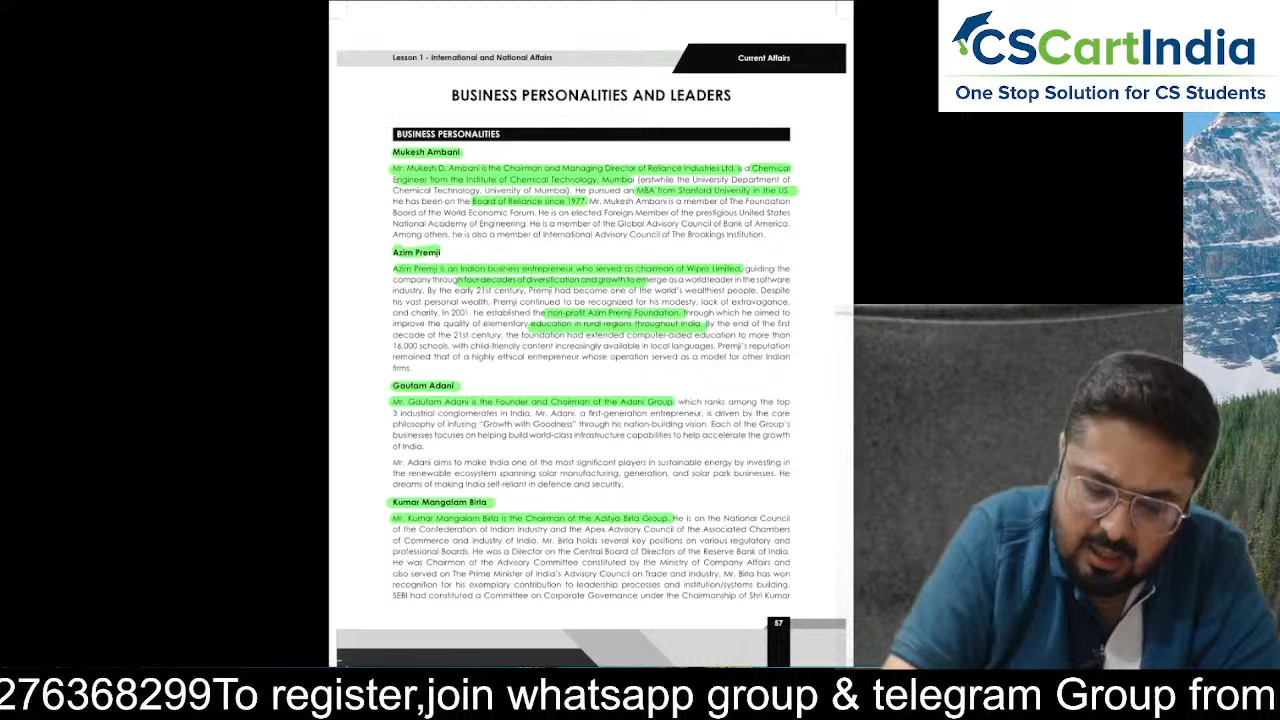 CSCartIndia
One Stop Solution for CS Students
Lesson 1 - International and National Affairs
Current Affairs
BUSINESS PERSONALITIES AND LEADERS
BUSINESS PERSONALITIES
Mukesh Ambani
Mr. Mukesh D. Ambani is the Chairman and Managing Director of Reliance Industries Ltd. is a Chemical
Engineer from the Institute of Chemical Technology, Mumbai (erstwhile the University Department of
Chemical Technology, University of Mumbai). He pursued an MBA from Stanford University in the US.
He has been on the Board of Reliance since 1977. Mr. Mukesh Ambani is a member of The Foundation
Board of the World Economic Forum. He is an elected Foreign Member of the prestigious United States
National Academy of Engineering. He is a member of the Global Advisory Council of Bank of America.
Among others, he is also a member of International Advisory Council of The Brookings Institution.
Azim Premji
Azim Premji is an Indian business entrepreneur who served as chairman of Wipro Limited, guiding the
company through four decades of diversification and growth to emerge as a world leader in the software
industry. By the early 21st century, Premji had become one of the world's wealthiest people. Despite
his vast personal wealth, Premji continued to be recognized for his modesty, lack of extravagance,
and charity. In 2001, he established the non-profit Azim Premji Foundation, through which he aimed to
improve the quality of elementary education in rural regions throughout India. By the end of the first
decade of the 21st century, the foundation had extended computer-aided education to more than
16,000 schools, with child-friendly content increasingly available in local languages. Premji's reputation
remained that of a highly ethical entrepreneur whose operation served as a model for other Indian
firms.
Gautam Adani
Mr. Gautam Adani is the Founder and Chairman of the Adani Group, which ranks among the top
3 industrial conglomerates in India. Mr. Adani, a first-generation entrepreneur, is driven by the core
philosophy of infusing "Growth with Goodness" through his nation-building vision. Each of the Group's
businesses focuses on helping build world-class infrastructure capabilities to help accelerate the growth
of India.
Mr. Adani aims to make India one of the most significant players in sustainable energy by investing in
the renewable ecosystem spanning solar manufacturing, generation, and solar park businesses. He
dreams of making India self-reliant in defence and security.
Kumar Mangalam Birla
Mr. Kumar Mangalam Birla is the Chairman of the Aditya Birla Group. He is on the National Council
of the Confederation of Indian Industry and the Apex Advisory Council of the Associated Chambers
of Commerce and Industry of India. Mr. Birla holds several key positions on various regulatory and
professional Boards. He was a Director on the Central Board of Directors of the Reserve Bank of India.
He was Chairman of the Advisory Committee constituted by the Ministry of Company Affairs and
also served on The Prime Minister of India's Advisory Council on Trade and Industry. Mr. Birla has won
recognition for his exemplary contribution to leadership processes and institution/systems building.
SEBI had constituted a Committee on Corporate Governance under the Chairmanship of Shri Kumar
57
276368299To register,join whatsapp group & telegram Group from